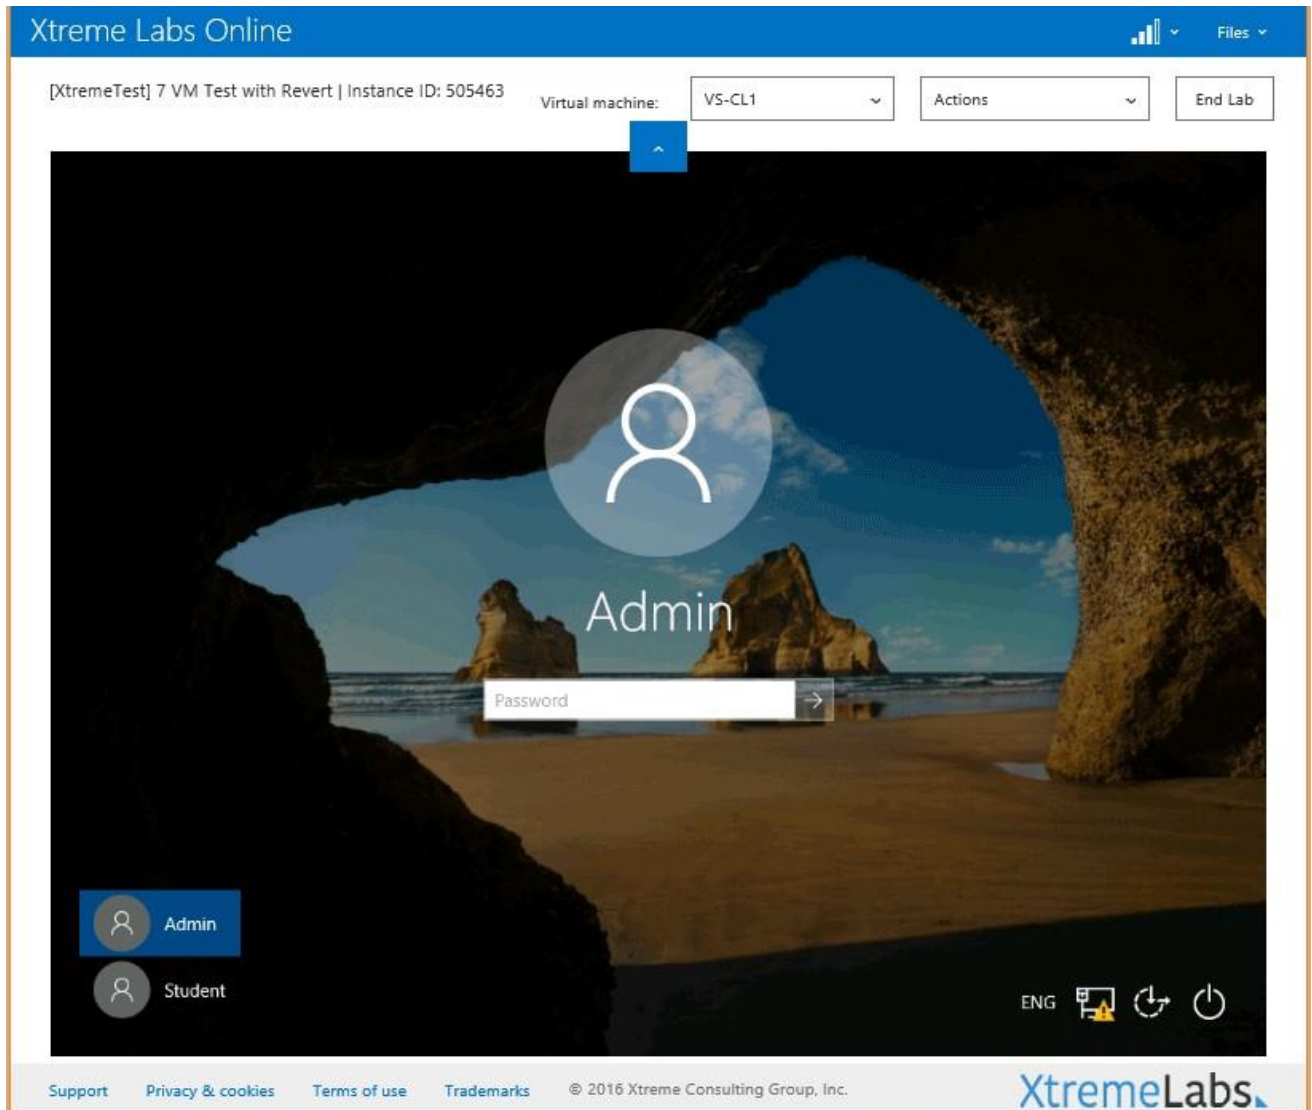 Xtreme Labs Online
Files
[XtremeTest] 7 VM Test with Revert | Instance ID: 505463
Virtual machine:
VS-CL1
Actions
End Lab
Admin
Password
Admin
Student
ENG
Support Privacy & cookies Terms of use Trademarks © 2016 Xtreme Consulting Group, Inc.
XtremeLabs